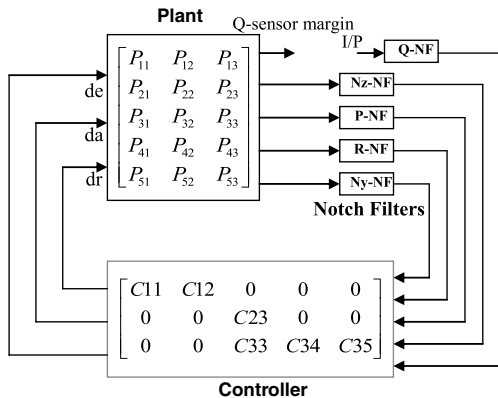 Plant
Q-sensor margin
I/P
Q-NF
P11 P12 P13
P21 P22 P23
P31 P32 P33
P41 P42 P43
P51 P52 P53
de
da
dr
Nz-NF
P-NF
R-NF
Ny-NF
Notch Filters
C11 C12 0 0 0
0 0 C23 0 0
0 0 C33 C34 C35
Controller